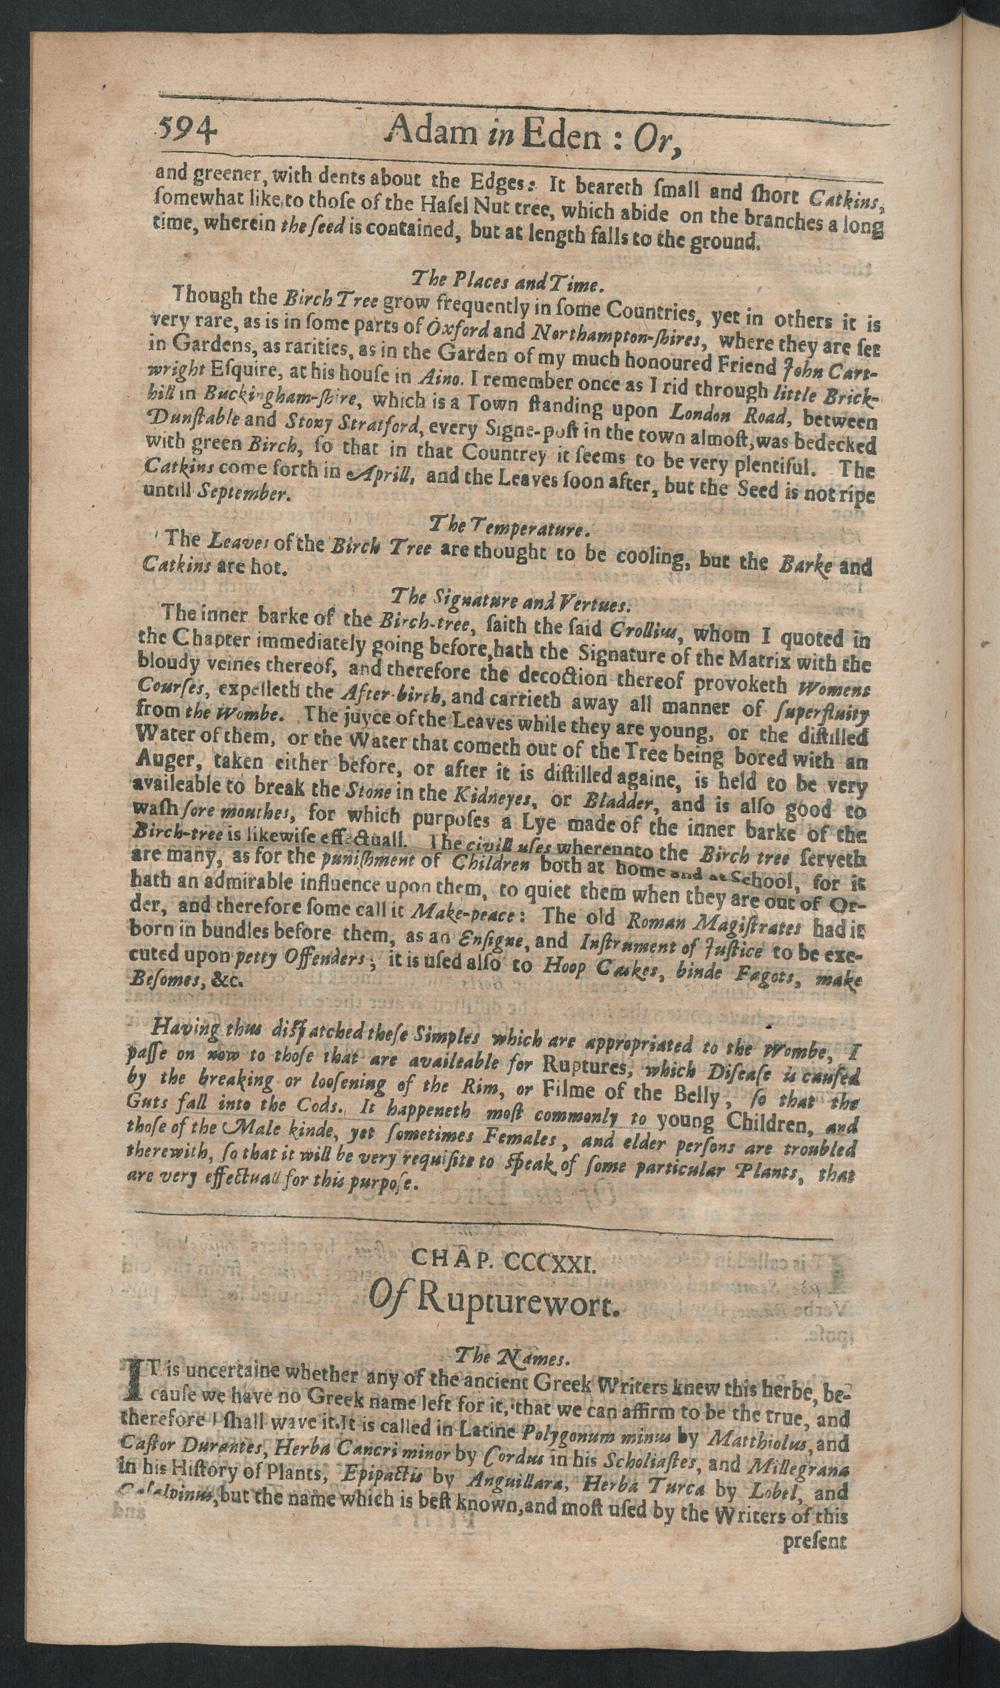 594
Adam in Eden : Or,
and greener, with dents about the Edges: It beareth ſmall and ſhort Catkins,
ſomewhat like to thoſe of the Haſel Nut tree, which abide on the branches a long
time, wherein the ſeed is contained, but at length falls to the ground.
The Places and Time.
Though the Birch Tree grow frequently in ſome Countries, yet in others it is
very rare, as is in ſome parts of Oxford and Northampton-ſhires, where they are ſet
in Gardens, as rarities, as in the Garden of my much honoured Friend John Cart-
wright Eſquire, at his houſe in Aino. I remember once as I rid through little Brick-
hill in Buckingham-ſhire, which is a Town ſtanding upon London Road, between
Dunſtable and Stony Stratford, every Signe-poſt in the town almoſt, was bedecked
with green Birch, ſo that in that Countrey it ſeems to be very plentiful. The
Catkins come forth in Aprill, and the Leaves ſoon after, but the Seed is not ripe
untill September.
The Temperature.
The Leaves of the Birch Tree are thought to be cooling, but the Barke and
Catkins are hot.
The Signature and Vertues.
The inner barke of the Birch-tree, ſaith the ſaid Crollius, whom I quoted in
the Chapter immediately going before, hath the Signature of the Matrix with the
bloudy veines thereof, and therefore the decoction thereof provoketh Womens
Courſes, expelleth the After-birth, and carrieth away all manner of ſuperfluity
from the Wombe. The juyce of the Leaves while they are young, or the diſtilled
Water of them, or the Water that cometh out of the Tree being bored with an
Auger, taken either before, or after it is diſtilled againe, is held to be very
availeable to break the Stone in the Kidneyes, or Bladder, and is alſo good to
waſh ſore mouthes, for which purpoſes a Lye made of the inner barke of the
Birch-tree is likewiſe effectuall. The civill uſes whereunto the Birch tree ſerveth
are many, as for the puniſhment of Children both at home and at School, for it
hath an admirable influence upon them, to quiet them when they are out of Or-
der, and therefore ſome call it Make-peace: The old Roman Magiſtrates had it
born in bundles before them, as an Enſigne, and Inſtrument of Juſtice to be exe-
cuted upon petty Offenders; it is uſed alſo to Hoop Caskes, binde Fagots, make
Beſomes, &c.
Having thus diſpatched theſe Simples which are appropriated to the Wombe, I
paſſe on now to thoſe that are availeable for Ruptures, which Diſeaſe is cauſed
by the breaking or looſening of the Rim, or Filme of the Belly, ſo that the
Guts fall into the Cods. It happeneth moſt commonly to young Children, and
thoſe of the Male kinde, yet ſometimes Females, and elder perſons are troubled
therewith, ſo that it will be very requiſite to ſpeak of ſome particular Plants, that
are very effectuall for this purpoſe.
CHAP. CCCXXI.
Of Rupturewort.
The Names.
IT is uncertaine whether any of the ancient Greek Writers knew this herbe, be-
cauſe we have no Greek name left for it, that we can affirm to be the true, and
therefore I ſhall wave it. It is called in Latine Polygonum minus by Matthiolus, and
Caſtor Durantes, Herba Cancri minor by Cordus in his Scholiaſtes, and Millegrana
in his Hiſtory of Plants, Epipactis by Anguillara, Herba Turca by Lobel, and
Cæſalpinus, but the name which is beſt known, and moſt uſed by the Writers of this
preſent